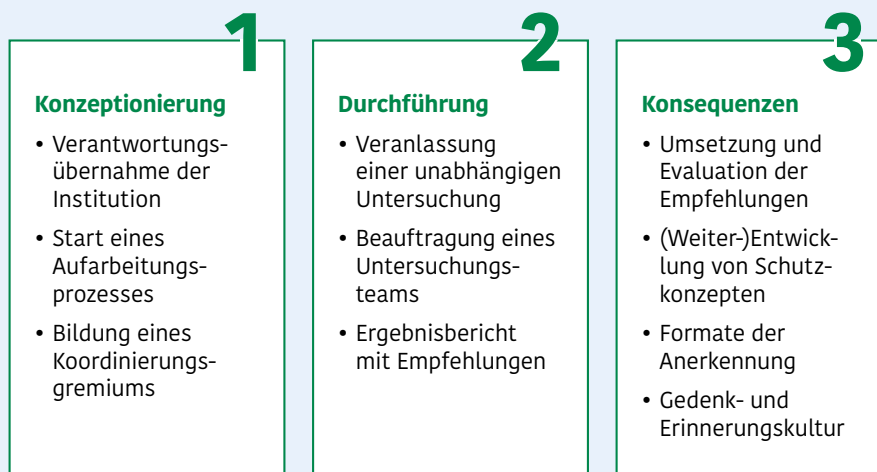 1
Konzeptionierung
• Verantwortungs-
übernahme der
Institution
• Start eines
Aufarbeitungs-
prozesses
• Bildung eines
Koordinierungs-
gremiums
2
Durchführung
• Veranlassung
einer unabhängigen
Untersuchung
• Beauftragung eines
Untersuchungs-
teams
• Ergebnisbericht
mit Empfehlungen
3
Konsequenzen
• Umsetzung und
Evaluation der
Empfehlungen
• (Weiter-)Entwick-
lung von Schutz-
konzepten
• Formate der
Anerkennung
• Gedenk- und
Erinnerungskultur